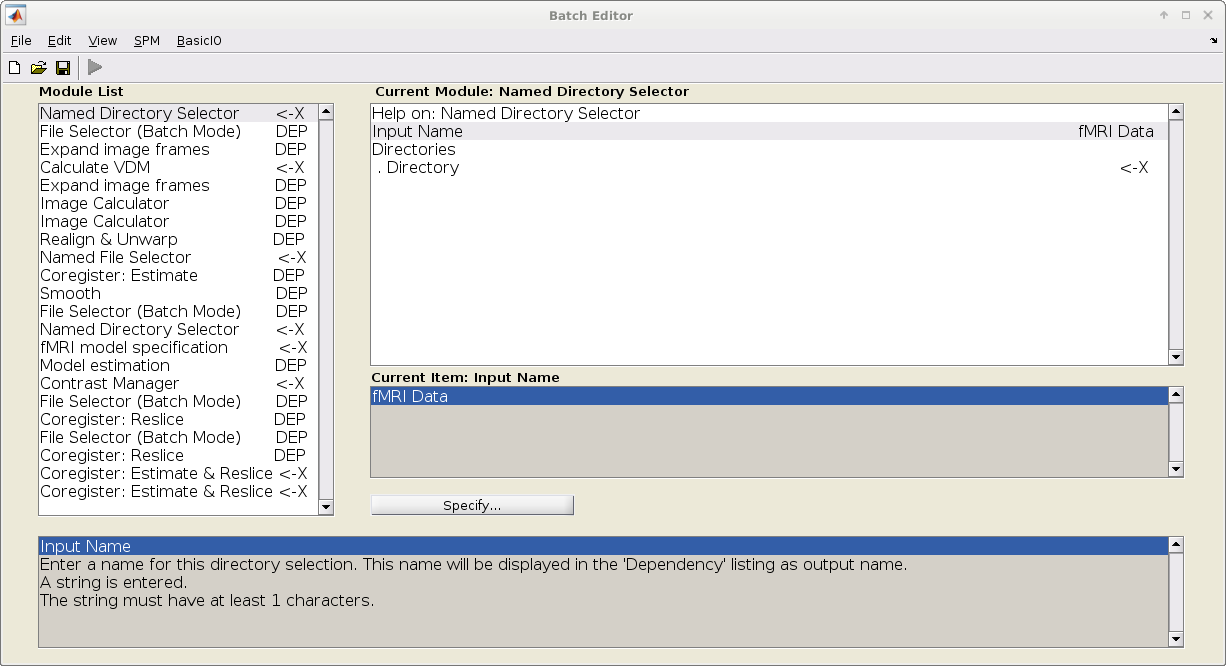 Batch Editor
File Edit View SPM BasicIO
Module List
Named Directory Selector <-X
File Selector (Batch Mode) DEP
Expand image frames DEP
Calculate VDM <-X
Expand image frames DEP
Image Calculator DEP
Image Calculator DEP
Realign & Unwarp DEP
Named File Selector <-X
Coregister: Estimate DEP
Smooth DEP
File Selector (Batch Mode) DEP
Named Directory Selector <-X
fMRI model specification <-X
Model estimation DEP
Contrast Manager <-X
File Selector (Batch Mode) DEP
Coregister: Reslice DEP
File Selector (Batch Mode) DEP
Coregister: Reslice DEP
Coregister: Estimate & Reslice <-X
Coregister: Estimate & Reslice <-X
Current Module: Named Directory Selector
Help on: Named Directory Selector
Input Name fMRI Data
Directories
. Directory <-X
Current Item: Input Name
fMRI Data
Specify...
Input Name
Enter a name for this directory selection. This name will be displayed in the 'Dependency' listing as output name.
A string is entered.
The string must have at least 1 characters.